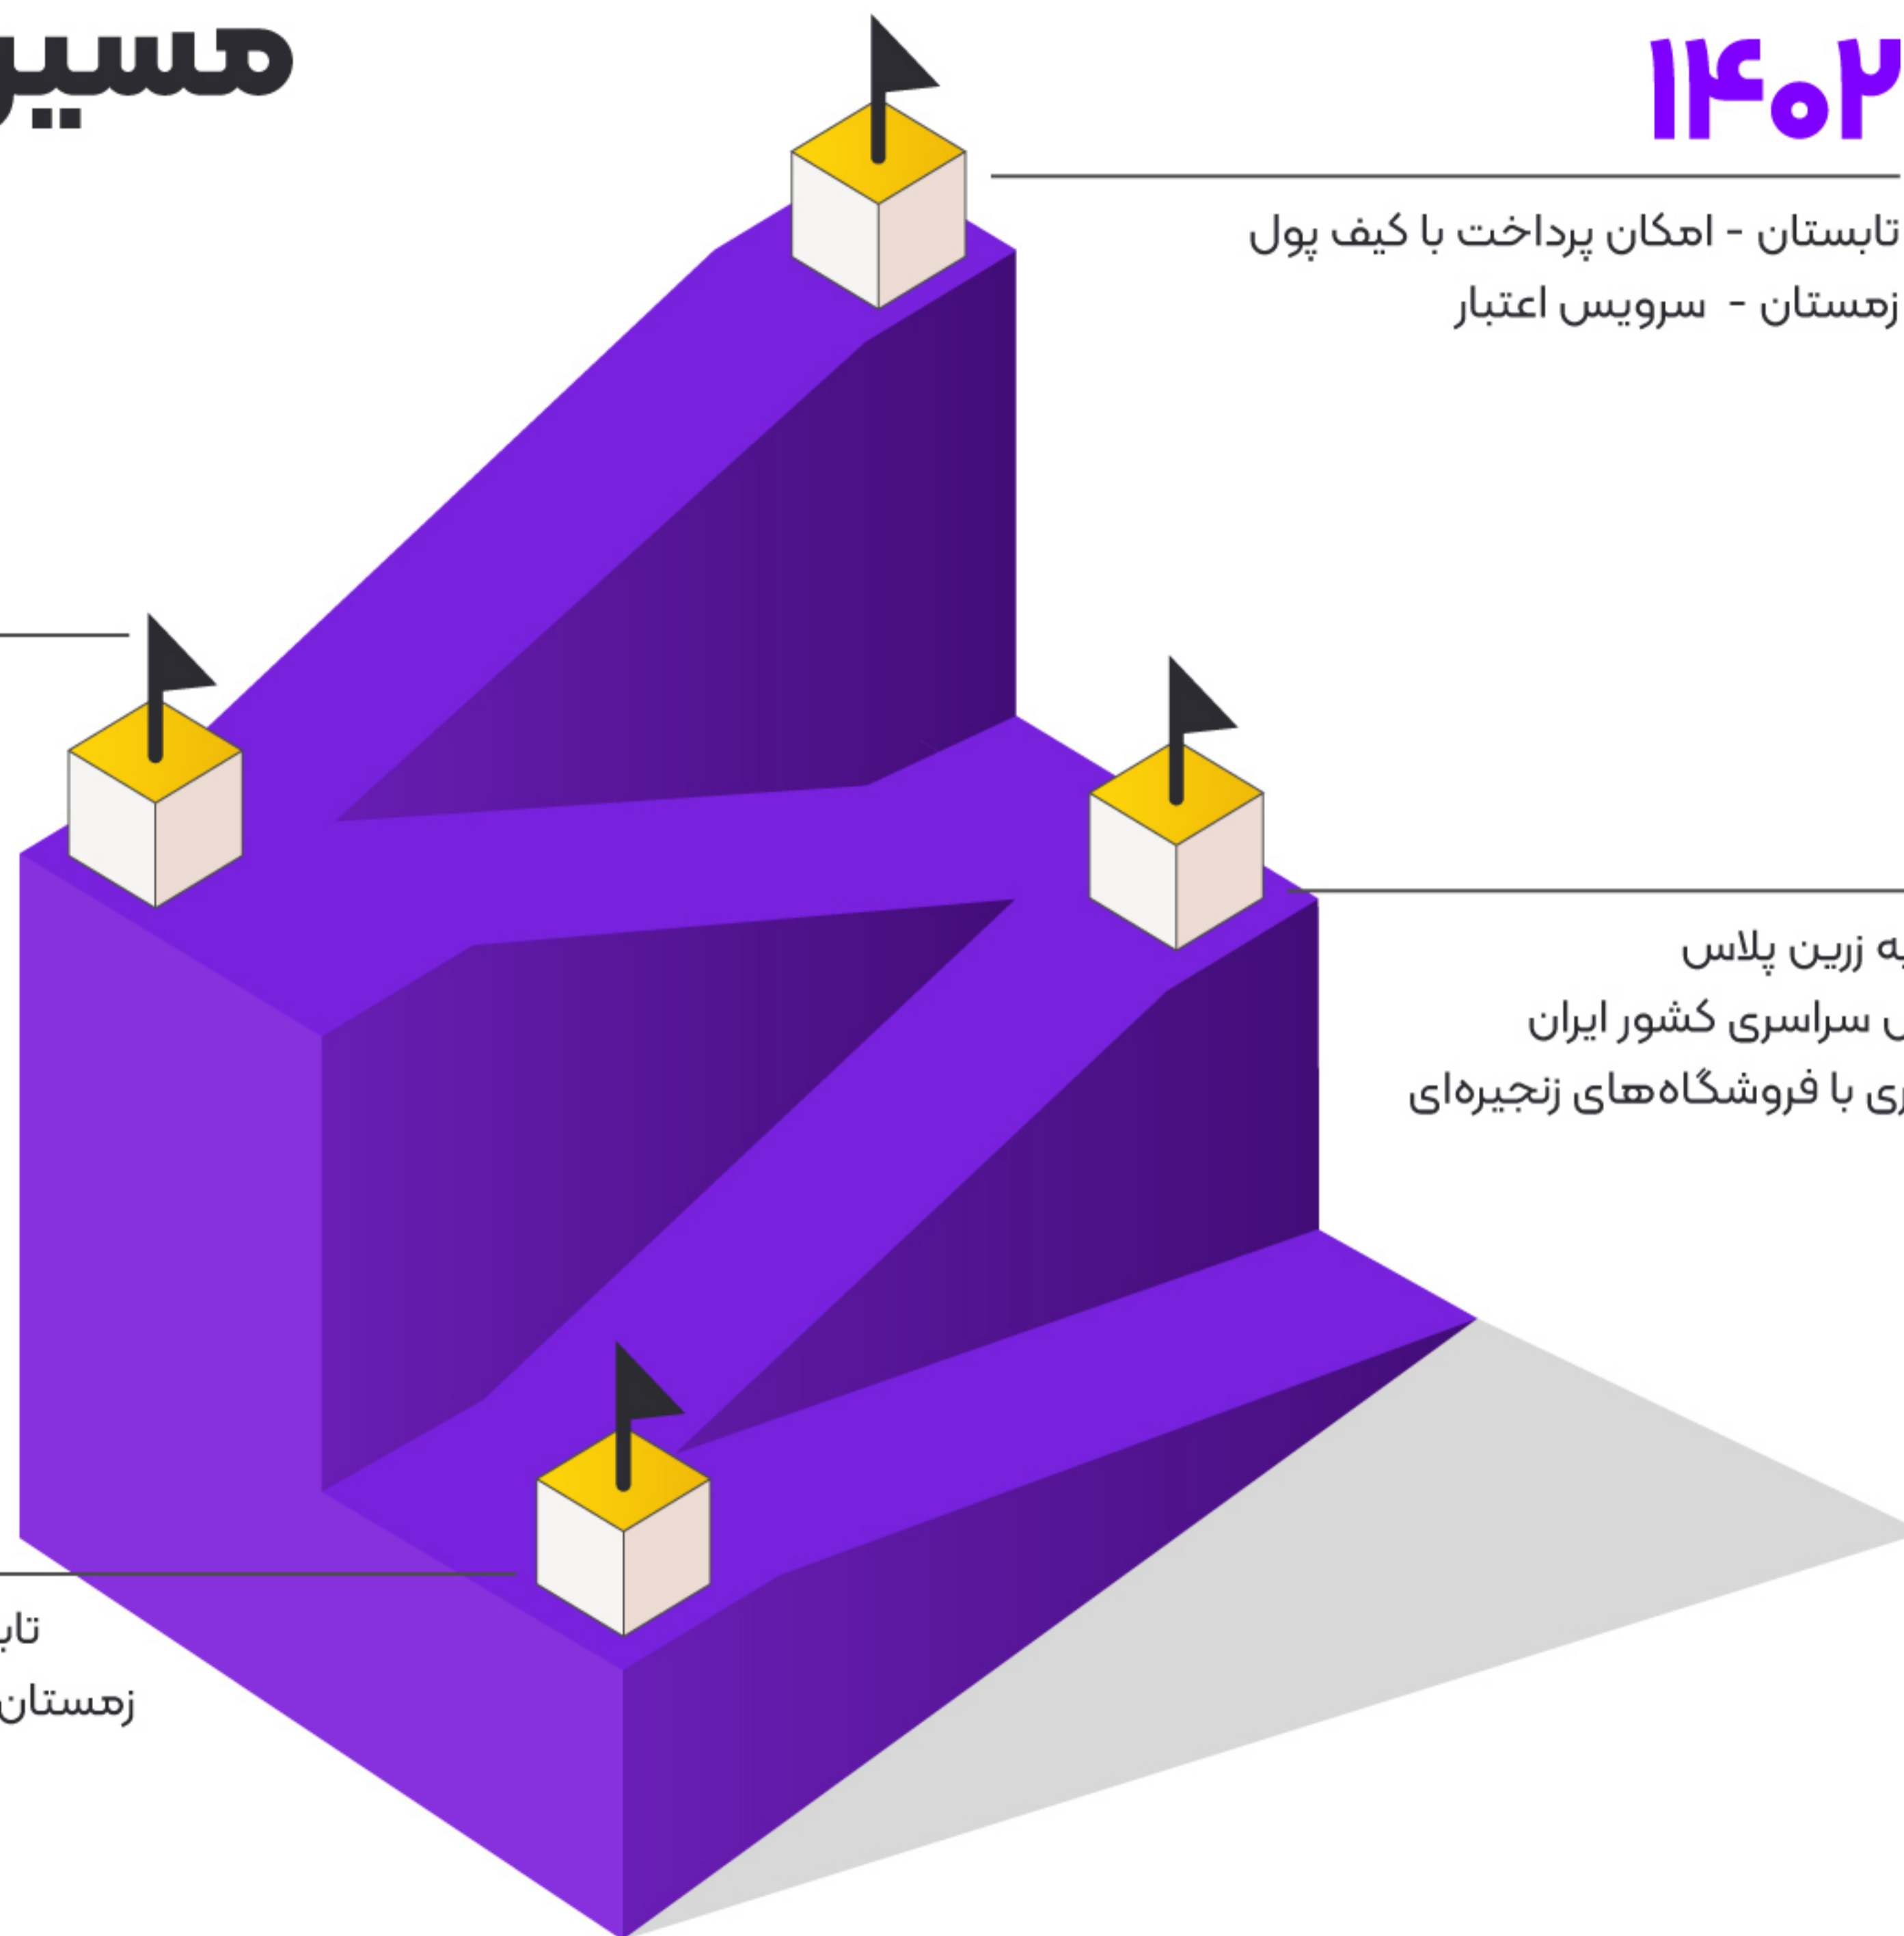 مسیر
۱۴۰۲
تابستان - امکان پرداخت با کیف پول
زمستان - سرویس اعتبار
زرین پلاس
سراسری کشور ایران
با فروشگاه‌های زنجیره‌ای
زمستان